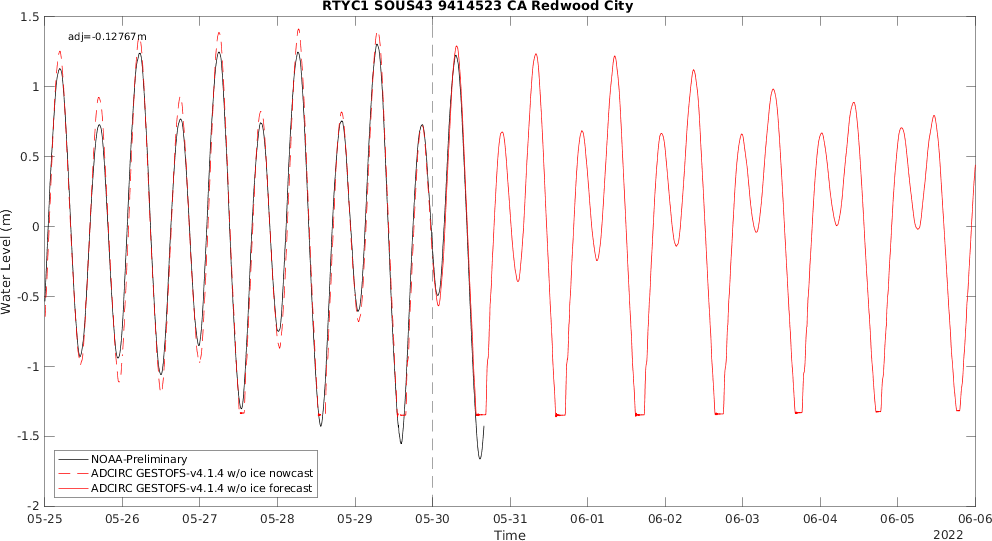 RTYC1 SOUS43 9414523 CA Redwood City
adj=-0.12767m
1.5
1
0.5
0
-0.5
-1
-1.5
-2
Water Level (m)
NOAA-Preliminary
ADCIRC GESTOFS-v4.1.4 w/o ice nowcast
ADCIRC GESTOFS-v4.1.4 w/o ice forecast
05-25 05-26 05-27 05-28 05-29 05-30 05-31 06-01 06-02 06-03 06-04 06-05 06-06
Time
2022